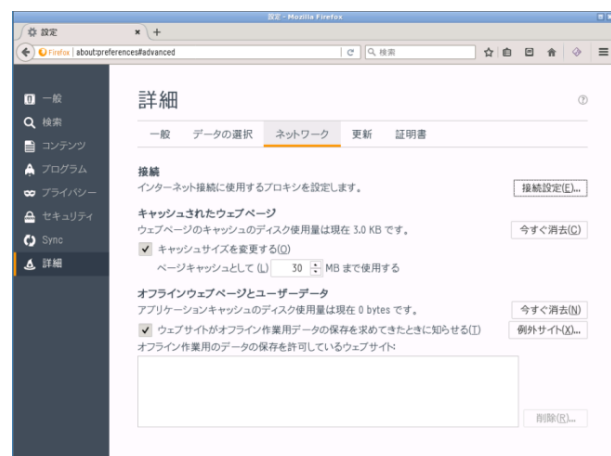 設定 - Mozilla Firefox
設定
Firefox about:preferences#advanced 検索
一般
検索
コンテンツ
プログラム
プライバシー
セキュリティ
Sync
詳細
詳細
一般 データの選択 ネットワーク 更新 証明書
接続
インターネット接続に使用するプロキシを設定します。 接続設定(E)...
キャッシュされたウェブページ
ウェブページのキャッシュのディスク使用量は現在 3.0 KB です。 今すぐ消去(C)
キャッシュサイズを変更する(O)
ページキャッシュとして(L) 30 MB まで使用する
オフラインウェブページとユーザーデータ
アプリケーションキャッシュのディスク使用量は現在 0 bytes です。 今すぐ消去(N)
ウェブサイトがオフライン作業用データの保存を求めてきたときに知らせる(T) 例外サイト(X)...
オフライン作業用のデータの保存を許可しているウェブサイト:
削除(R)...